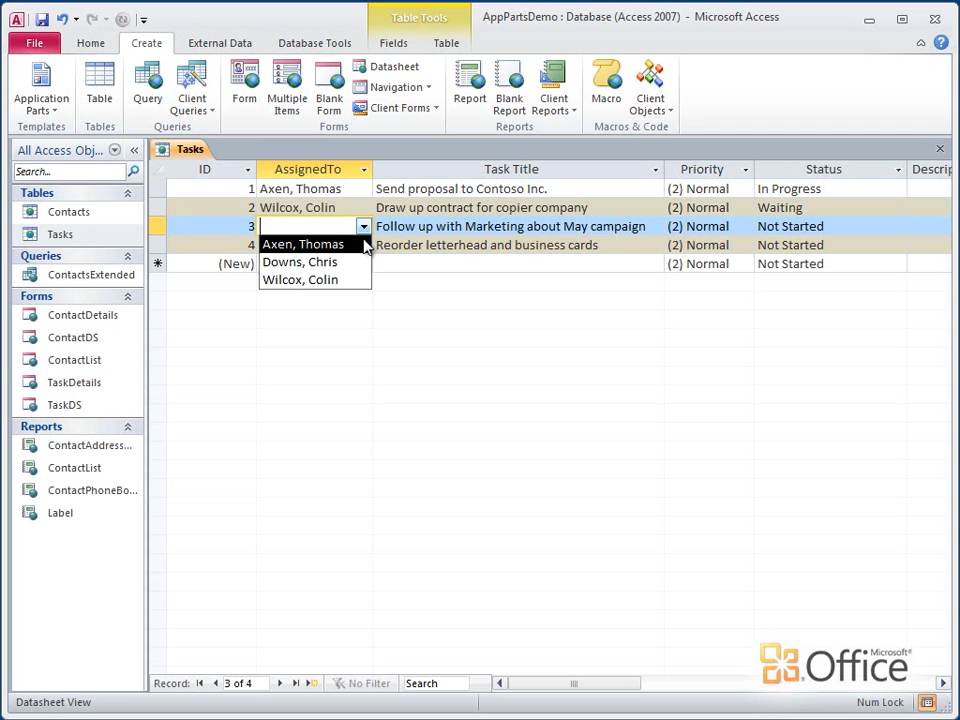 AppPartsDemo : Database (Access 2007) - Microsoft Access
Table Tools
File Home Create External Data Database Tools Fields Table
Application Parts
Table
Query
Client Queries
Form
Multiple Items
Blank Form
Datasheet
Navigation
Client Forms
Report
Blank Report
Client Reports
Macro
Client Objects
Templates Tables Queries Forms Reports Macros & Code
All Access Obj...
Search...
Tables
Contacts
Tasks
Queries
ContactsExtended
Forms
ContactDetails
ContactDS
ContactList
TaskDetails
TaskDS
Reports
ContactAddress...
ContactList
ContactPhoneBo...
Label
Tasks
ID AssignedTo Task Title Priority Status Descrip
1 Axen, Thomas Send proposal to Contoso Inc. (2) Normal In Progress
2 Wilcox, Colin Draw up contract for copier company (2) Normal Waiting
3 Follow up with Marketing about May campaign (2) Normal Not Started
4 Reorder letterhead and business cards (2) Normal Not Started
(New) (2) Normal Not Started
Axen, Thomas
Downs, Chris
Wilcox, Colin
Microsoft®
Office
Record: 3 of 4 No Filter Search
Datasheet View Num Lock